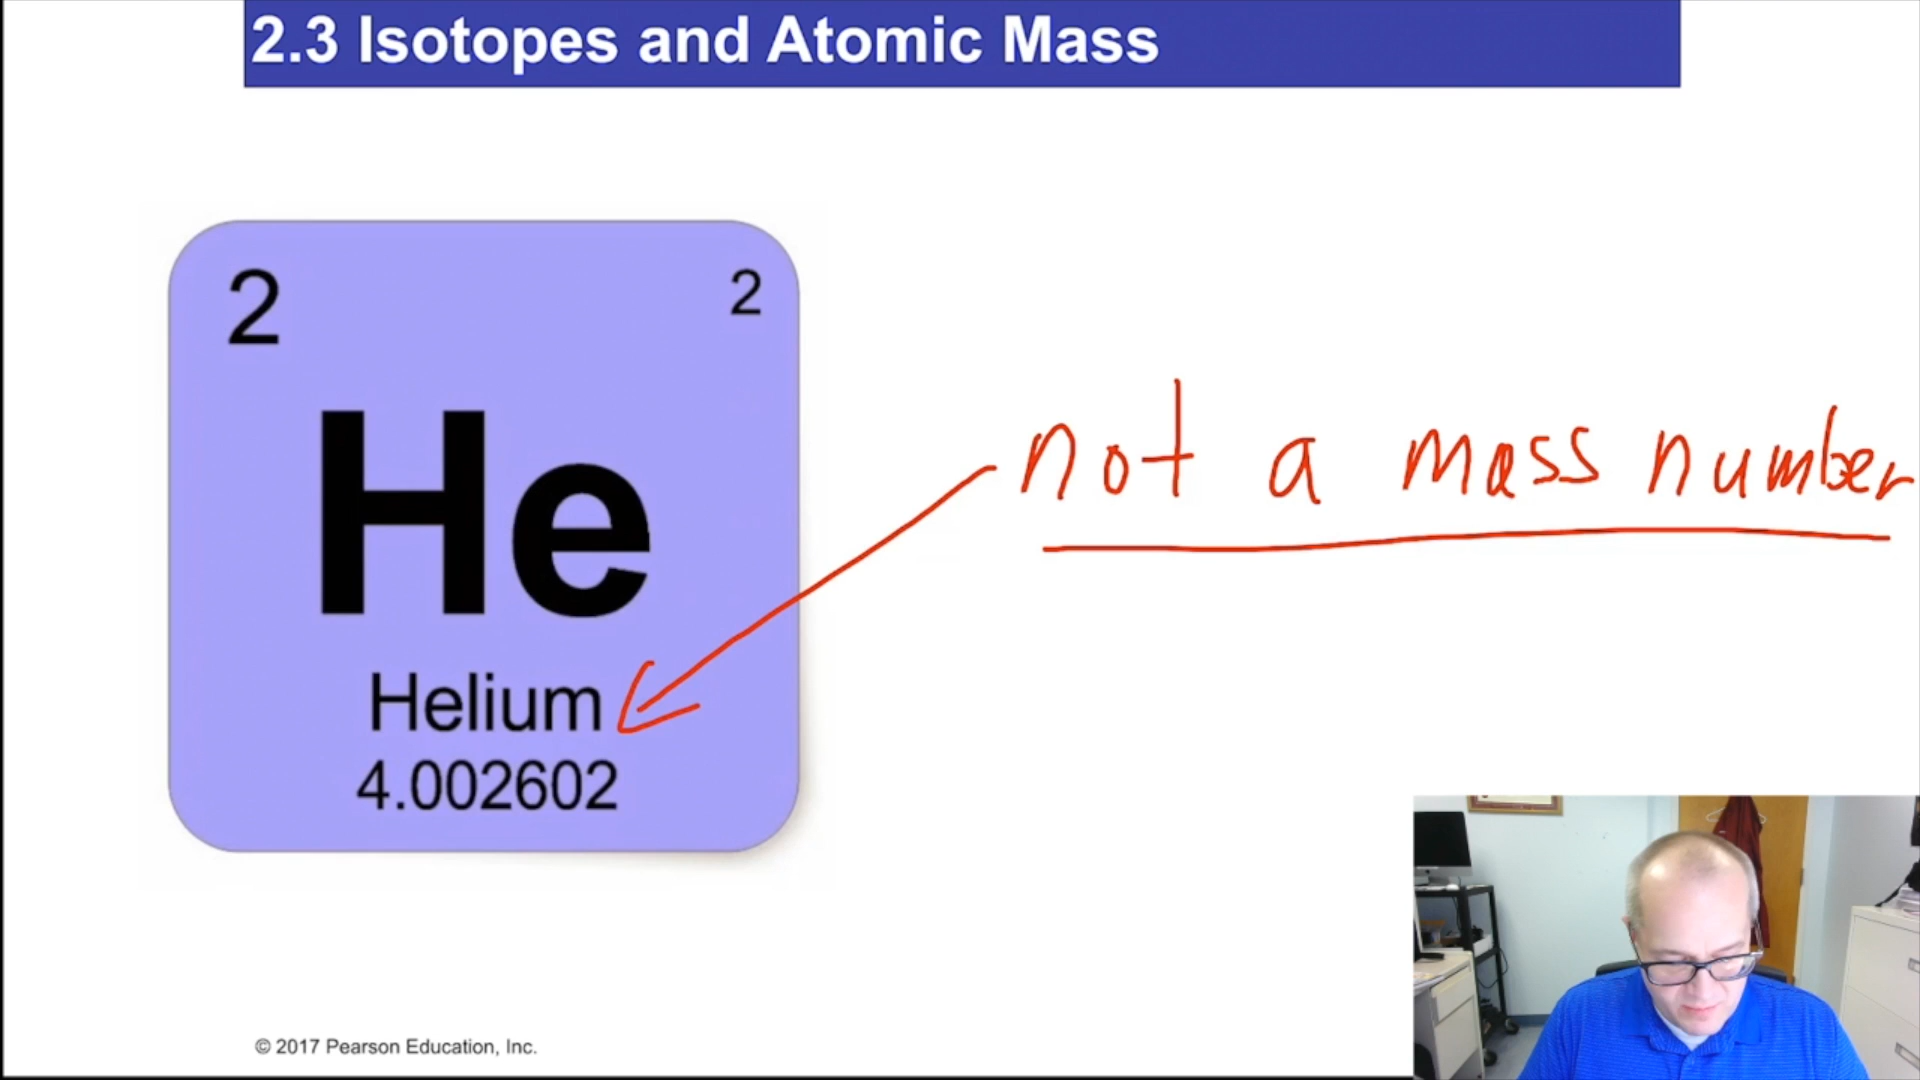 2.3 Isotopes and Atomic Mass
2 2
He
Helium
4.002602
not a mass number
© 2017 Pearson Education, Inc.